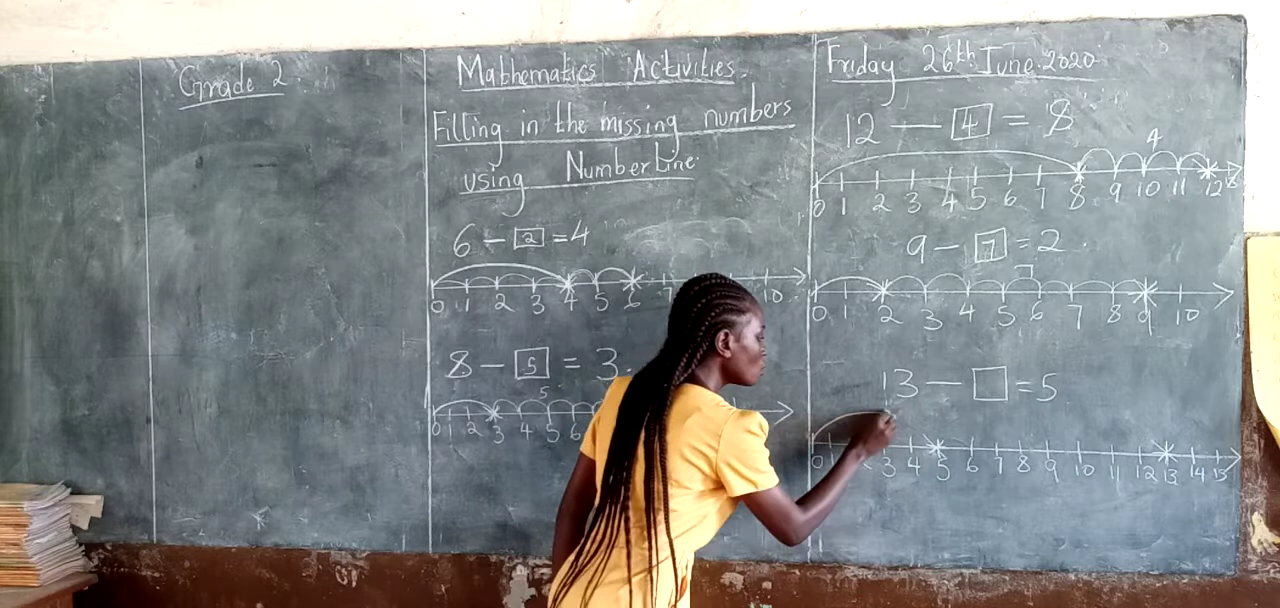 Grade 2
Mathematics Activities.
Filling in the missing numbers
using Number Line.
6 - 2 = 4
0 1 2 3 4 5 6 7 10
8 - 5 = 3.
5
0 1 2 3 4 5 6
Friday 26th June 2020
12 - 4 = 8
4
0 1 2 3 4 5 6 7 8 9 10 11 12
9 - 7 = 2
0 1 2 3 4 5 6 7 8 9 10
13 - □ = 5
0 1 3 4 5 6 7 8 9 10 11 12 13 14 15